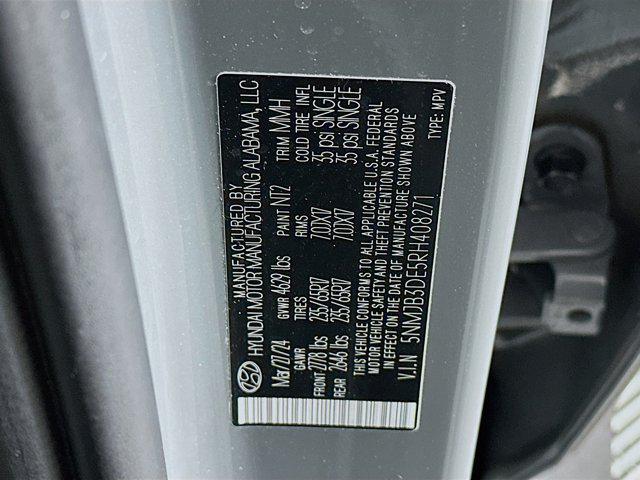 MANUFACTURED BY
HYUNDAI MOTOR MANUFACTURING ALABAMA, LLC
Mar/07/24 GVWR 4620 lbs PAINT NT2 TRIM MMH
GAWR TIRES RIMS COLD TIRE INFL
FRONT 2778 lbs 235/65R17 7.0JX17 35 psi SINGLE
REAR 2646 lbs 235/65R17 7.0JX17 35 psi SINGLE
THIS VEHICLE CONFORMS TO ALL APPLICABLE U.S.A. FEDERAL
MOTOR VEHICLE SAFETY AND THEFT PREVENTION STANDARDS
IN EFFECT ON THE DATE OF MANUFACTURE SHOWN ABOVE
V.I.N 5NMJB3DE5RH408271 TYPE: MPV